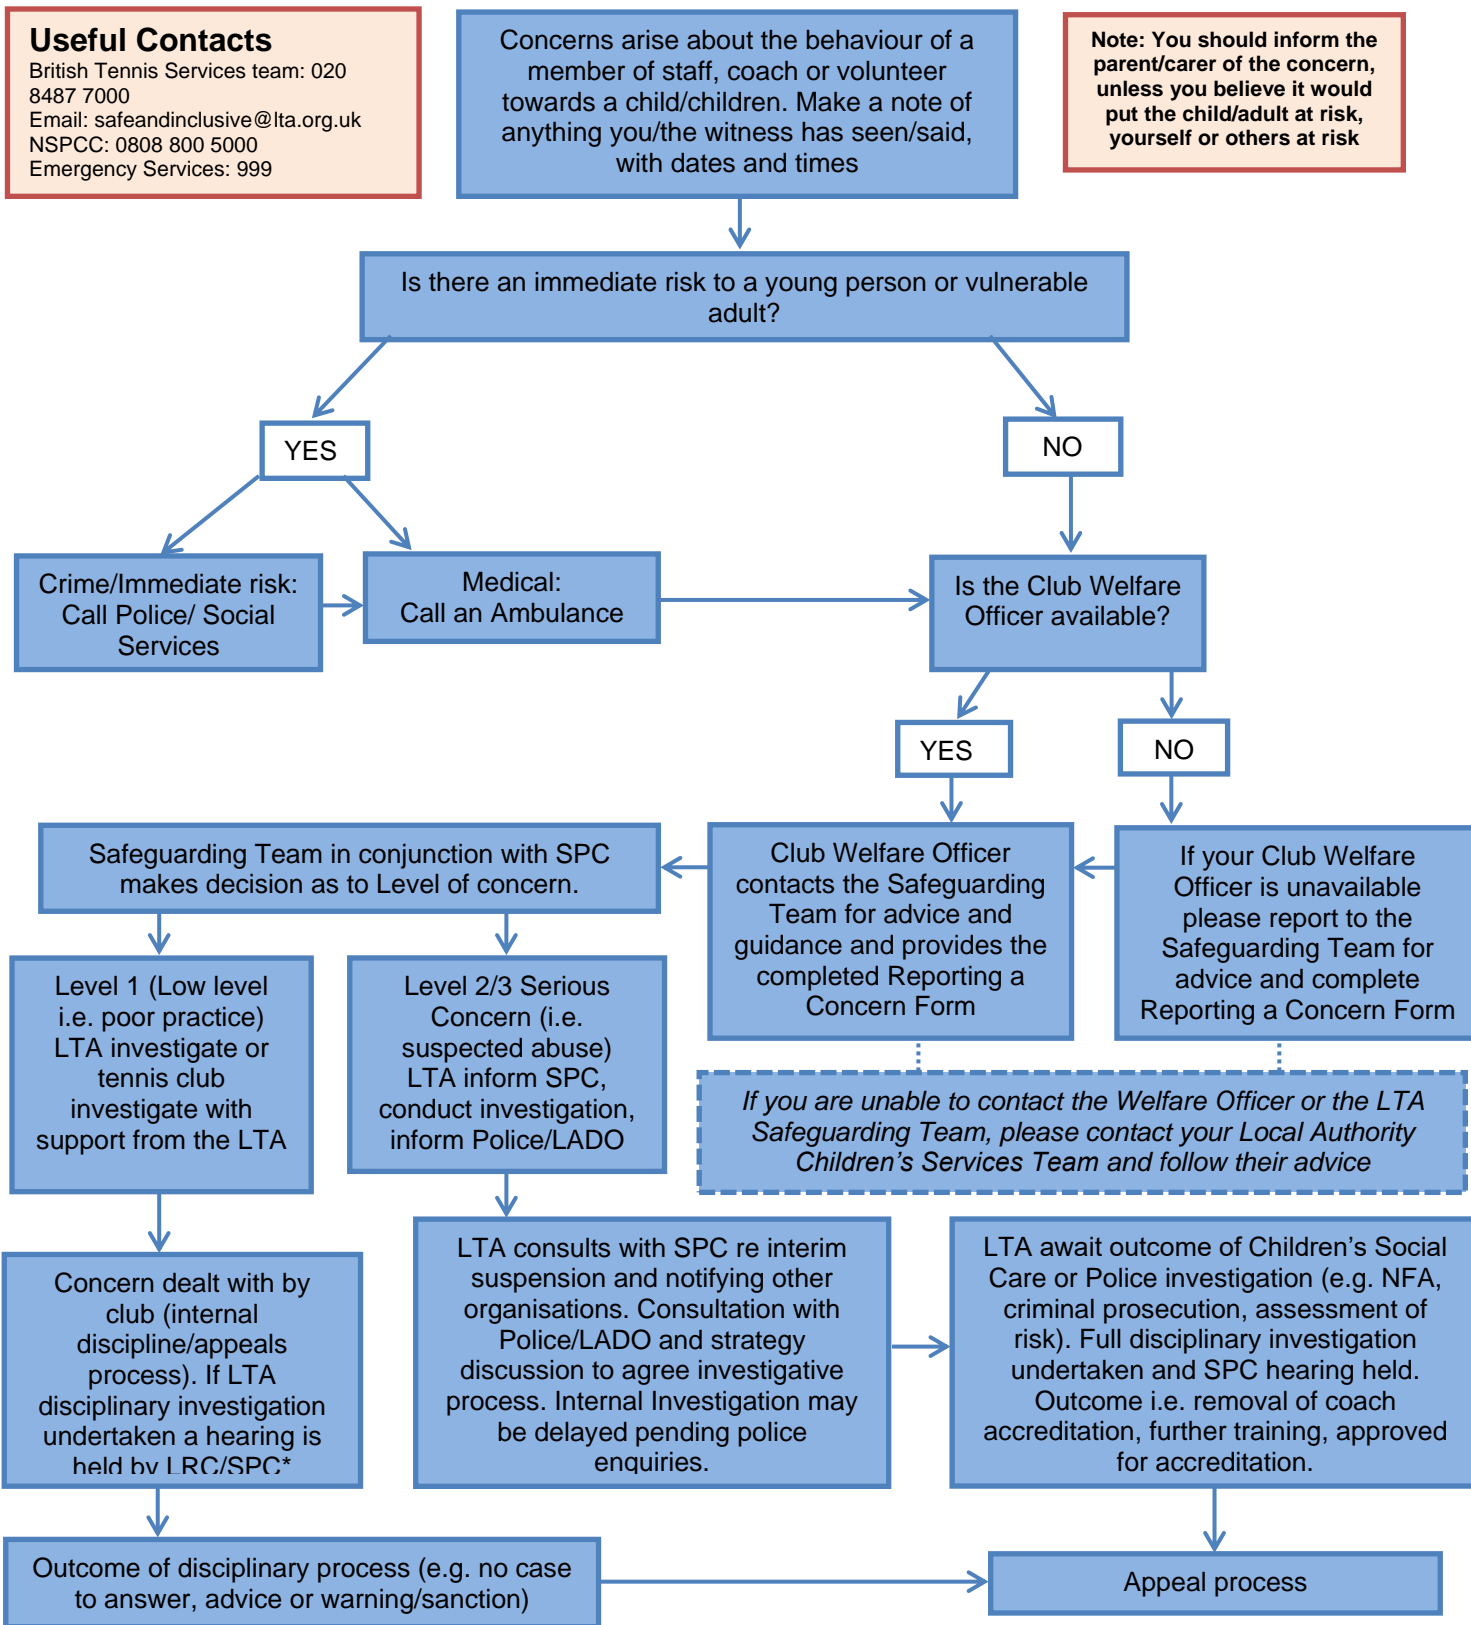 Useful Contacts
British Tennis Services team: 020
8487 7000
Email: safeandinclusive@lta.org.uk
NSPCC: 0808 800 5000
Emergency Services: 999
Concerns arise about the behaviour of a
member of staff, coach or volunteer
towards a child/children. Make a note of
anything you/the witness has seen/said,
with dates and times
Note: You should inform the
parent/carer of the concern,
unless you believe it would
put the child/adult at risk,
yourself or others at risk
Is there an immediate risk to a young person or vulnerable
adult?
YES
NO
Crime/Immediate risk:
Call Police/ Social
Services
Medical:
Call an Ambulance
Is the Club Welfare
Officer available?
YES
NO
Safeguarding Team in conjunction with SPC
makes decision as to Level of concern.
Club Welfare Officer
contacts the Safeguarding
Team for advice and
guidance and provides the
completed Reporting a
Concern Form
If your Club Welfare
Officer is unavailable
please report to the
Safeguarding Team for
advice and complete
Reporting a Concern Form
Level 1 (Low level
i.e. poor practice)
LTA investigate or
tennis club
investigate with
support from the LTA
Level 2/3 Serious
Concern (i.e.
suspected abuse)
LTA inform SPC,
conduct investigation,
inform Police/LADO
If you are unable to contact the Welfare Officer or the LTA
Safeguarding Team, please contact your Local Authority
Children's Services Team and follow their advice
Concern dealt with by
club (internal
discipline/appeals
process). If LTA
disciplinary investigation
undertaken a hearing is
held by LRC/SPC*
LTA consults with SPC re interim
suspension and notifying other
organisations. Consultation with
Police/LADO and strategy
discussion to agree investigative
process. Internal Investigation may
be delayed pending police
enquiries.
LTA await outcome of Children's Social
Care or Police investigation (e.g. NFA,
criminal prosecution, assessment of
risk). Full disciplinary investigation
undertaken and SPC hearing held.
Outcome i.e. removal of coach
accreditation, further training, approved
for accreditation.
Outcome of disciplinary process (e.g. no case
to answer, advice or warning/sanction)
Appeal process